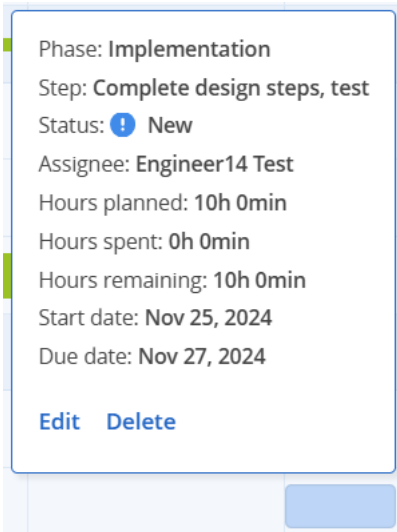 Phase: Implementation
Step: Complete design steps, test
Status: ! New
Assignee: Engineer14 Test
Hours planned: 10h 0min
Hours spent: 0h 0min
Hours remaining: 10h 0min
Start date: Nov 25, 2024
Due date: Nov 27, 2024
Edit Delete